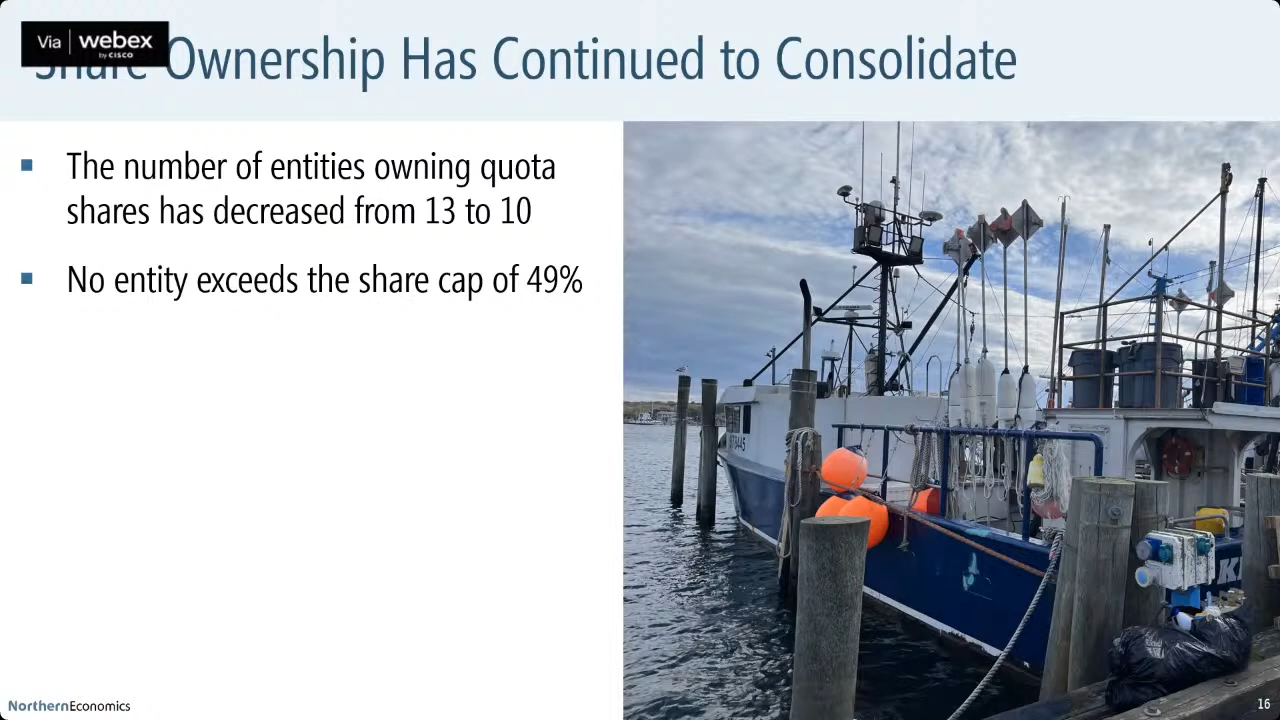 Via webex
by CISCO
Share Ownership Has Continued to Consolidate
The number of entities owning quota
shares has decreased from 13 to 10
No entity exceeds the share cap of 49%
NorthernEconomics
16